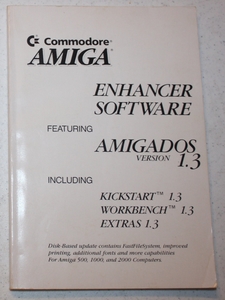 Commodore®
AMIGA®
ENHANCER
SOFTWARE
FEATURING
AMIGADOS
VERSION 1.3
INCLUDING
KICKSTART™ 1.3
WORKBENCH™ 1.3
EXTRAS 1.3
Disk-Based update contains FastFileSystem, improved
printing, additional fonts and more capabilities
For Amiga 500, 1000, and 2000 Computers